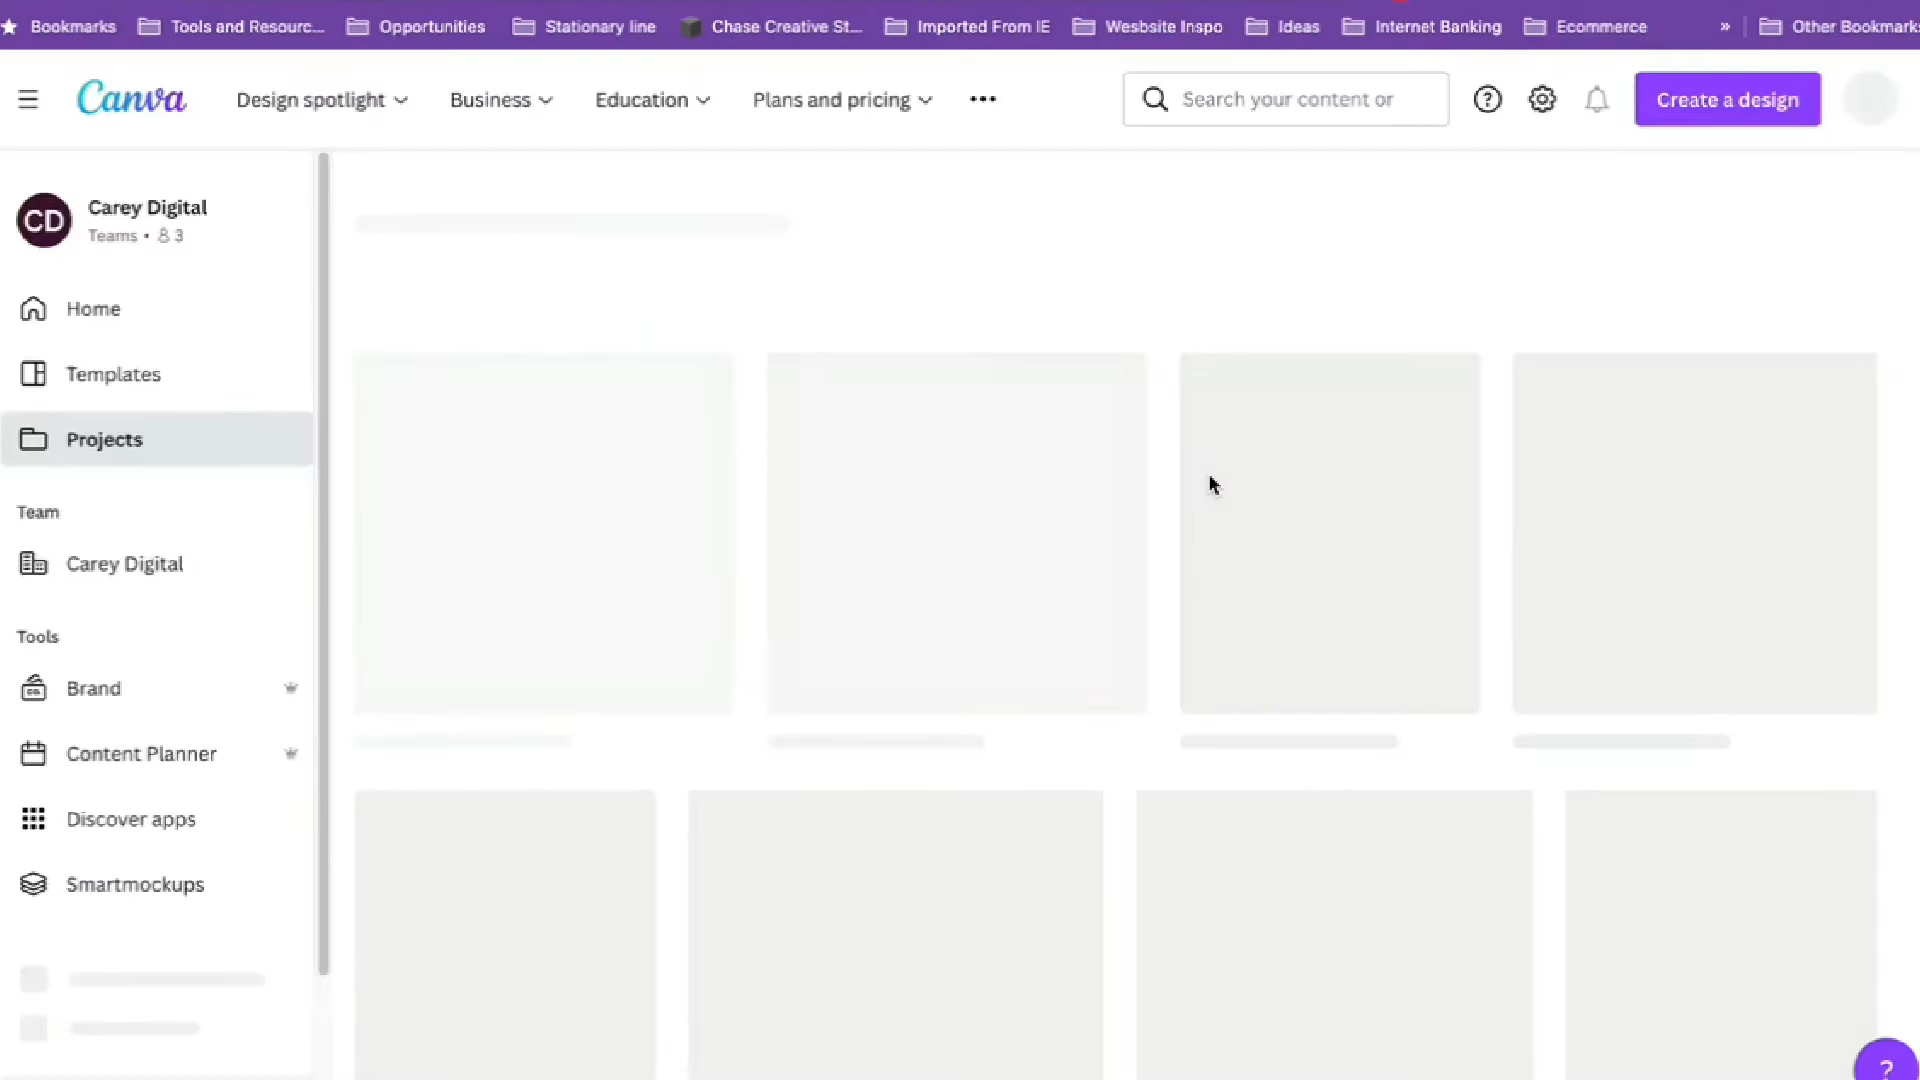 Bookmarks Tools and Resourc... Opportunities Stationary line Chase Creative St... Imported From IE Wesbsite Inspo Ideas Internet Banking Ecommerce » Other Bookmarks
Canva Design spotlight Business Education Plans and pricing ••• Search your content or ? Create a design
CD Carey Digital
Teams • 3
Home
Templates
Projects
Team
Carey Digital
Tools
Brand
Content Planner
Discover apps
Smartmockups
?